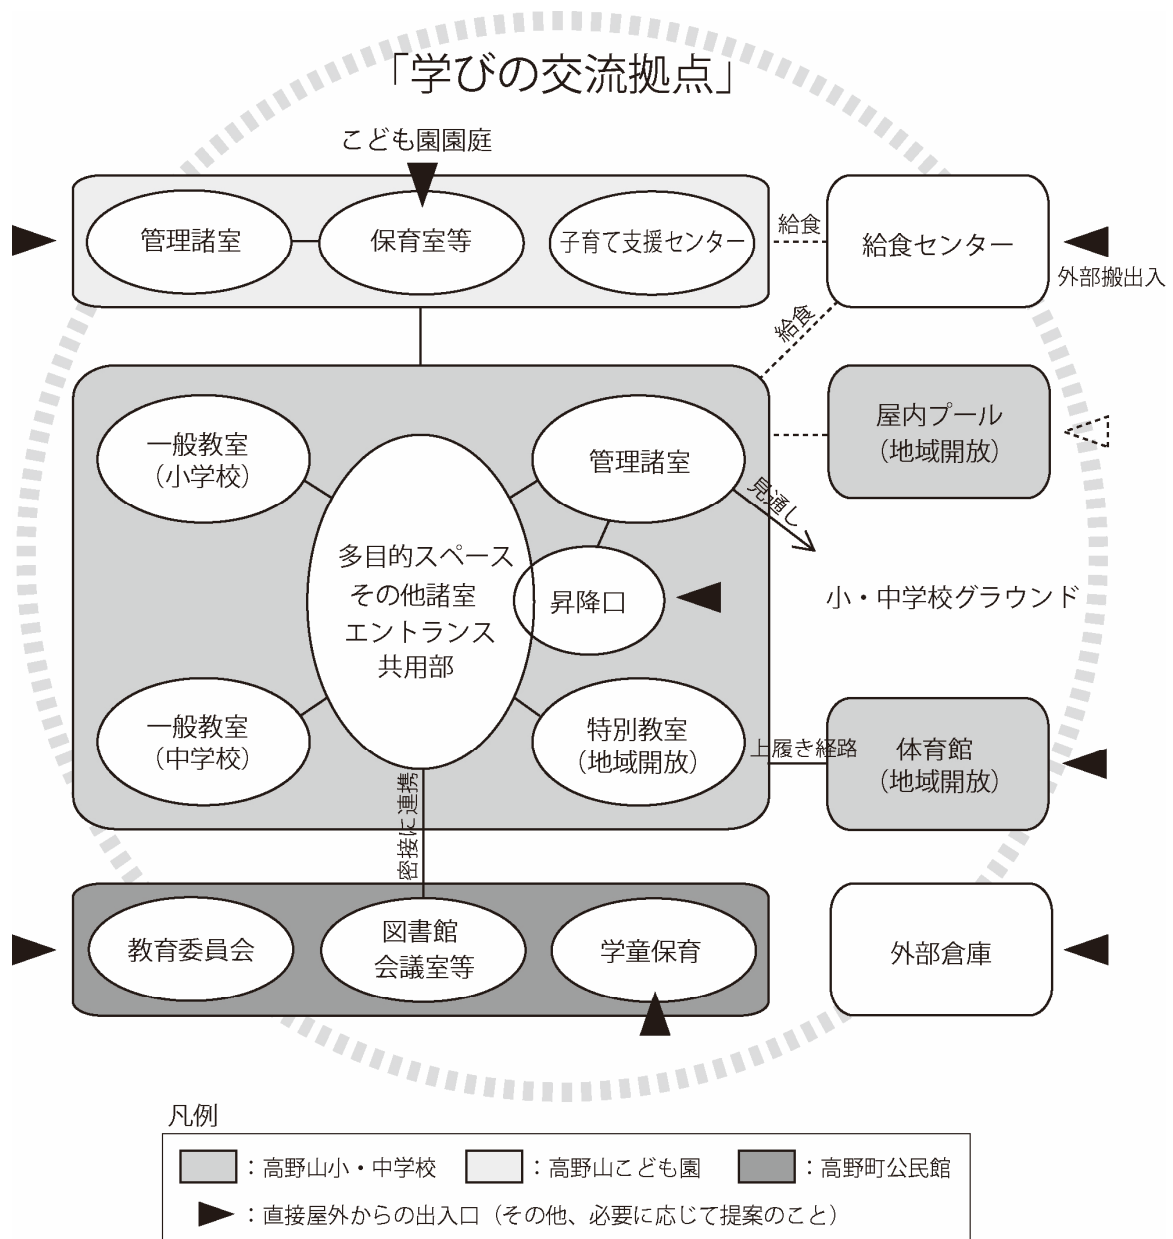 「学びの交流拠点」
こども園園庭
管理諸室
保育室等
子育て支援センター
給食
給食センター
外部搬出入
給食
一般教室
（小学校）
管理諸室
屋内プール
（地域開放）
見通し
多目的スペース
その他諸室
エントランス
共用部
昇降口
小・中学校グラウンド
一般教室
（中学校）
特別教室
（地域開放）
上履き経路
体育館
（地域開放）
密接に連携
教育委員会
図書館
会議室等
学童保育
外部倉庫
凡例
：高野山小・中学校
：高野山こども園
：高野町公民館
：直接屋外からの出入口（その他、必要に応じて提案のこと）